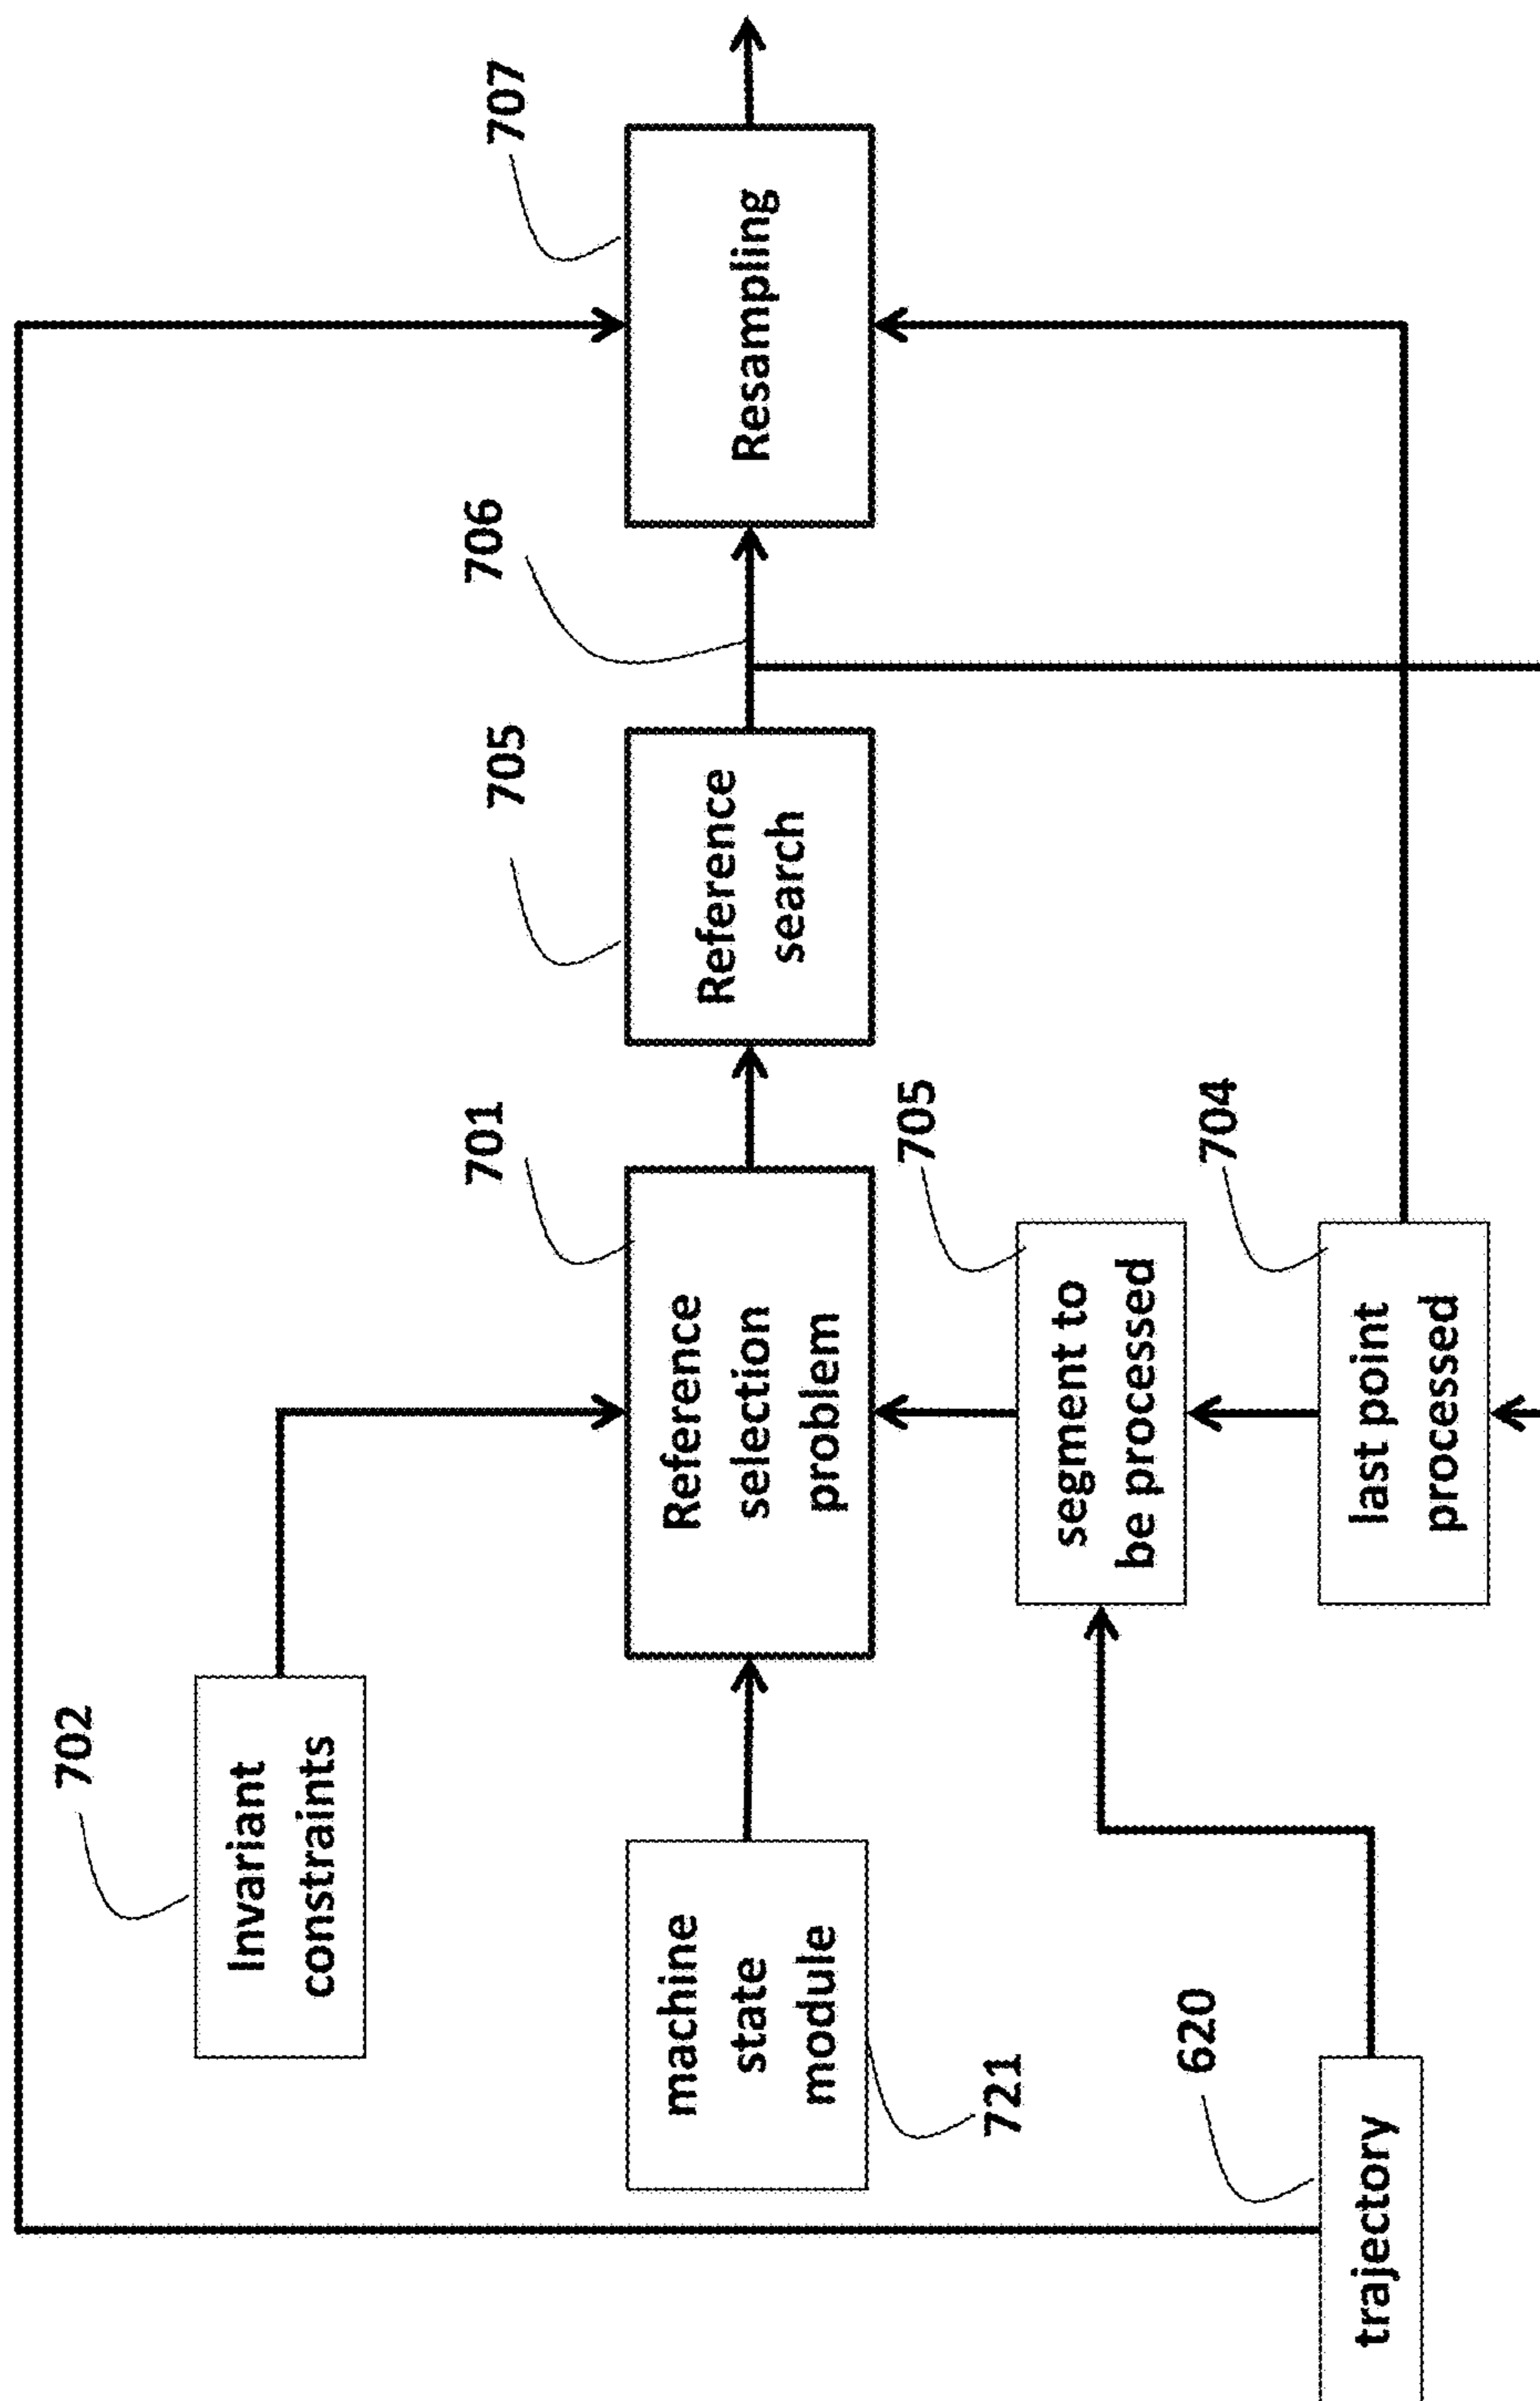 702
Invariant
constraints
701
705
706
707
machine
state
module
Reference
selection
problem
Reference
search
Resampling
721
705
segment to
be processed
620
704
trajectory
last point
processed